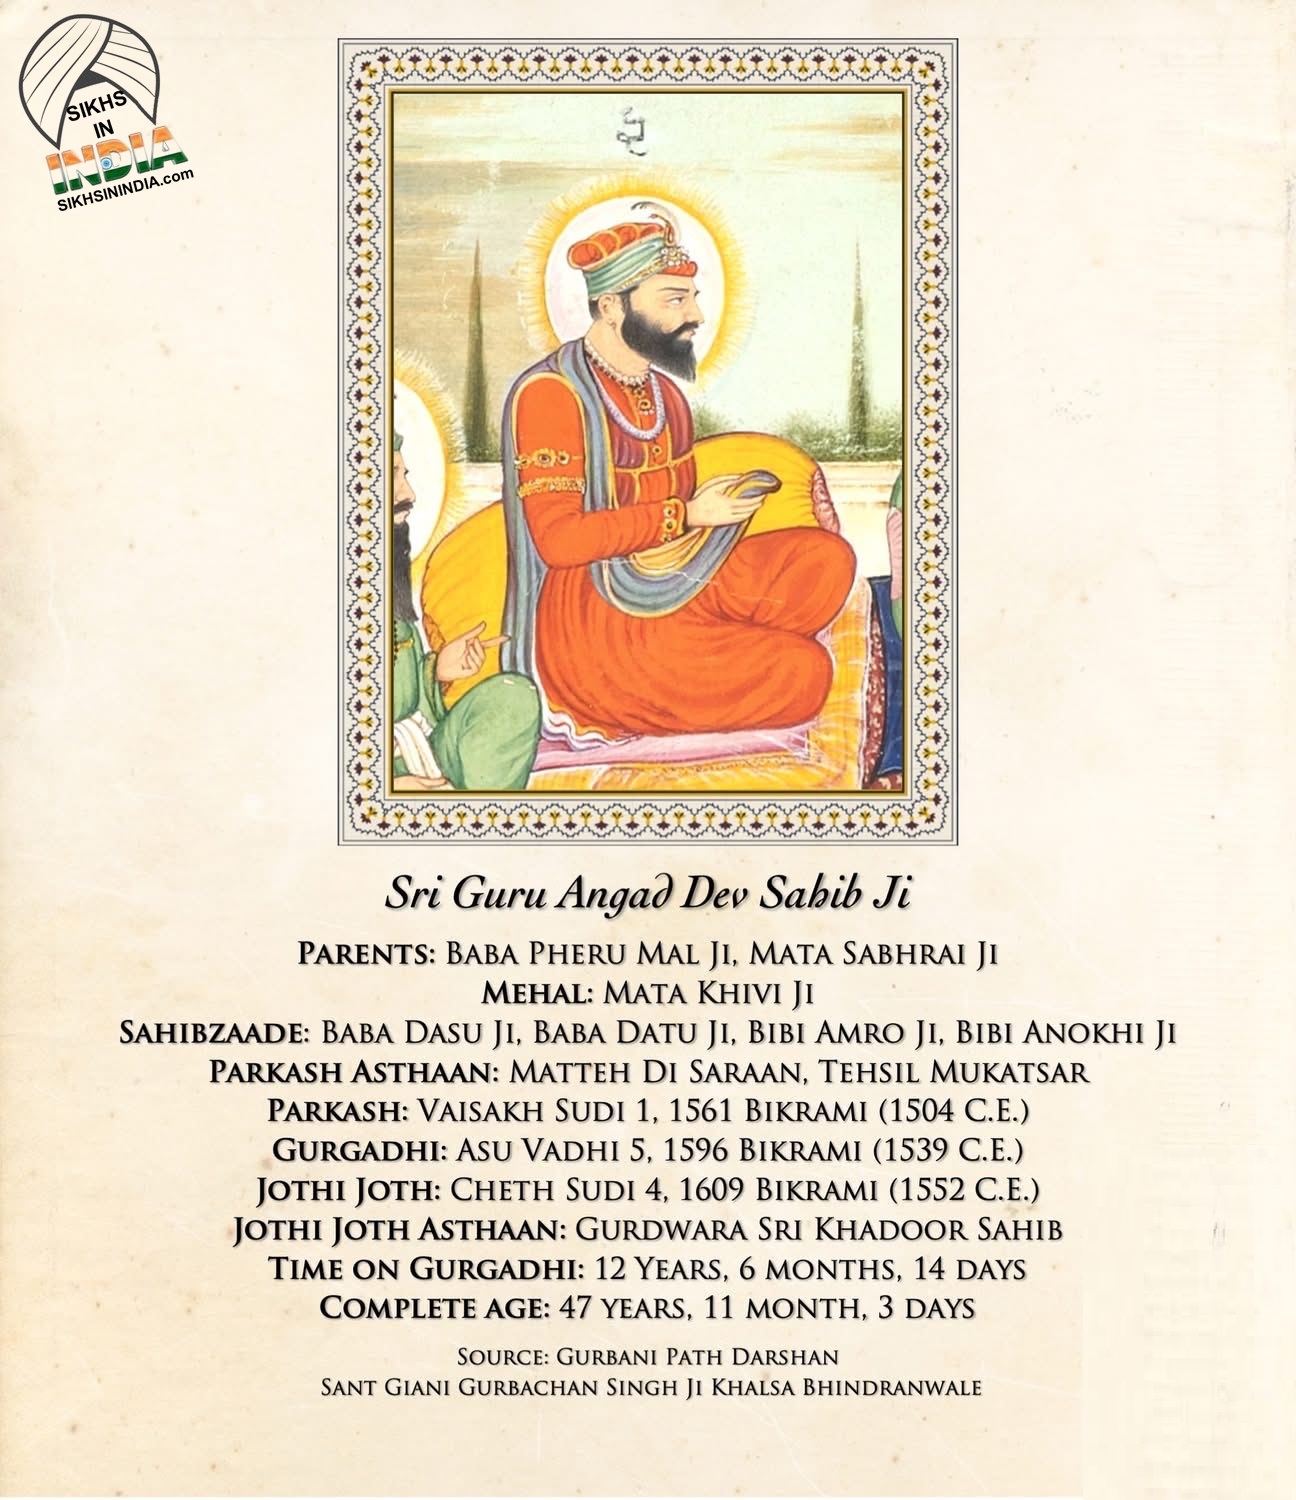 SIKHS
IN
INDIA
SIKHSININDIA.com
Sri Guru Angad Dev Sahib Ji
PARENTS: BABA PHERU MAL JI, MATA SABHRAI JI
MEHAL: MATA KHIVI JI
SAHIBZAADE: BABA DASU JI, BABA DATU JI, BIBI AMRO JI, BIBI ANOKHI JI
PARKASH ASTHAAN: MATTEH DI SARAAN, TEHSIL MUKATSAR
PARKASH: VAISAKH SUDI 1, 1561 BIKRAMI (1504 C.E.)
GURGADHI: ASU VADHI 5, 1596 BIKRAMI (1539 C.E.)
JOTHI JOTH: CHETH SUDI 4, 1609 BIKRAMI (1552 C.E.)
JOTHI JOTH ASTHAAN: GURDWARA SRI KHADOOR SAHIB
TIME ON GURGADHI: 12 YEARS, 6 MONTHS, 14 DAYS
COMPLETE AGE: 47 YEARS, 11 MONTH, 3 DAYS
SOURCE: GURBANI PATH DARSHAN
SANT GIANI GURBACHAN SINGH JI KHALSA BHINDRANWALE